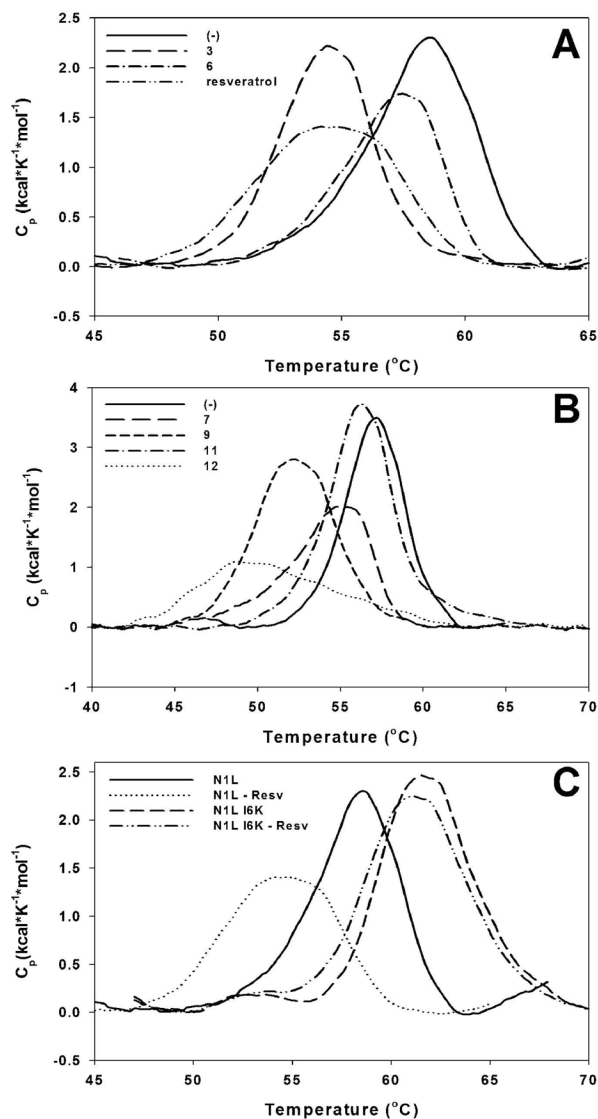 A
(-)
3
6
resveratrol
2.5
2.0
1.5
1.0
0.5
0.0
-0.5
Cp (kcal*K⁻¹*mol⁻¹)
45 50 55 60 65
Temperature (°C)
B
(-)
7
9
11
12
4
3
2
1
0
-1
Cp (kcal*K⁻¹*mol⁻¹)
40 45 50 55 60 65 70
Temperature (°C)
C
N1L
N1L - Resv
N1L I6K
N1L I6K - Resv
2.5
2.0
1.5
1.0
0.5
0.0
-0.5
Cp(kcal*K⁻¹*mol⁻¹)
45 50 55 60 65 70
Temperature (°C)